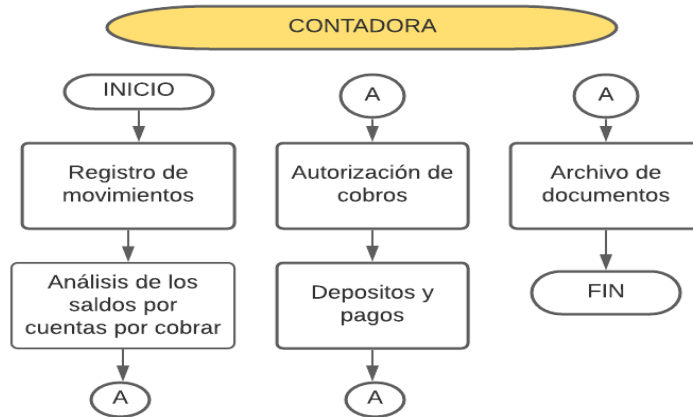 CONTADORA
INICIO
Registro de
movimientos
Análisis de los
saldos por
cuentas por cobrar
A
A
Autorización de
cobros
Depositos y
pagos
A
A
Archivo de
documentos
FIN